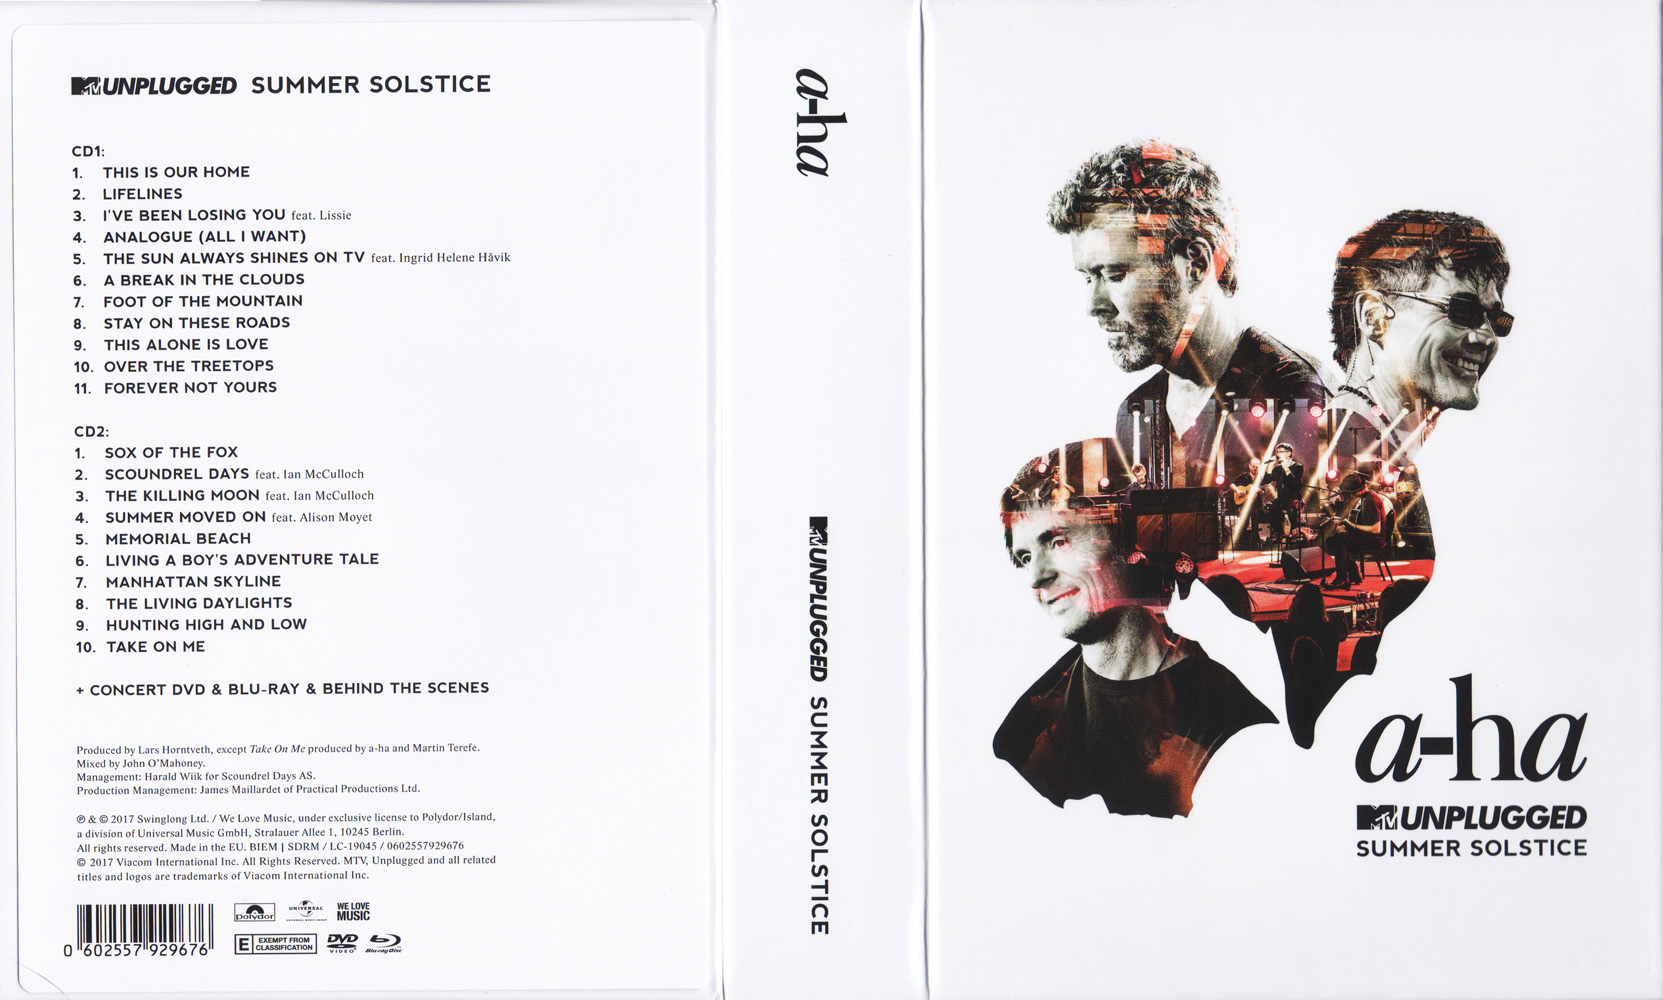 MTV UNPLUGGED SUMMER SOLSTICE
CD1:
1. THIS IS OUR HOME
2. LIFELINES
3. I'VE BEEN LOSING YOU feat. Lissie
4. ANALOGUE (ALL I WANT)
5. THE SUN ALWAYS SHINES ON TV feat. Ingrid Helene Håvik
6. A BREAK IN THE CLOUDS
7. FOOT OF THE MOUNTAIN
8. STAY ON THESE ROADS
9. THIS ALONE IS LOVE
10. OVER THE TREETOPS
11. FOREVER NOT YOURS
CD2:
1. SOX OF THE FOX
2. SCOUNDREL DAYS feat. Ian McCulloch
3. THE KILLING MOON feat. Ian McCulloch
4. SUMMER MOVED ON feat. Alison Moyet
5. MEMORIAL BEACH
6. LIVING A BOY'S ADVENTURE TALE
7. MANHATTAN SKYLINE
8. THE LIVING DAYLIGHTS
9. HUNTING HIGH AND LOW
10. TAKE ON ME
+ CONCERT DVD & BLU-RAY & BEHIND THE SCENES
Produced by Lars Horntveth, except Take On Me produced by a-ha and Martin Terefe.
Mixed by John O'Mahoney.
Management: Harald Wiik for Scoundrel Days AS.
Production Management: James Maillardet of Practical Productions Ltd.
℗ & © 2017 Swinglong Ltd. / We Love Music, under exclusive license to Polydor/Island,
a division of Universal Music GmbH, Stralauer Allee 1, 10245 Berlin.
All rights reserved. Made in the EU. BIEM | SDRM / LC-19045 / 0602557929676
© 2017 Viacom International Inc. All Rights Reserved. MTV, Unplugged and all related
titles and logos are trademarks of Viacom International Inc.
0 602557 929676
polydor
UNIVERSAL
WE LOVE
MUSIC
E EXEMPT FROM
CLASSIFICATION
DVD
VIDEO
Blu-ray Disc
a-ha
MTV UNPLUGGED SUMMER SOLSTICE
a-ha
MTV UNPLUGGED
SUMMER SOLSTICE